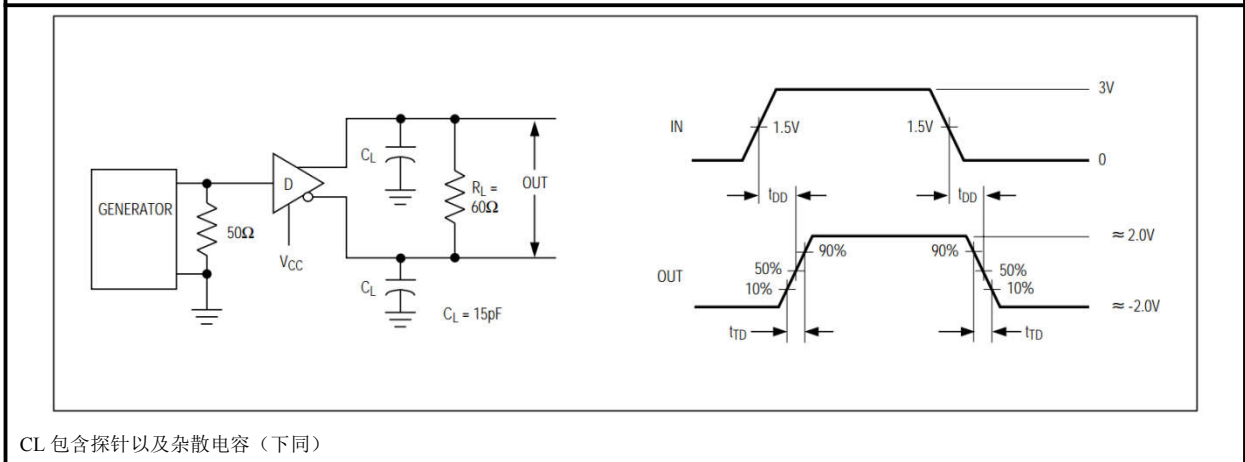 GENERATOR
50Ω
D
VCC
CL
CL
RL =
60Ω
OUT
CL = 15pF
IN
1.5V
1.5V
3V
0
tDD
tDD
OUT
90%
50%
10%
90%
50%
10%
≈ 2.0V
≈ -2.0V
tTD
tTD
CL 包含探针以及杂散电容（下同）